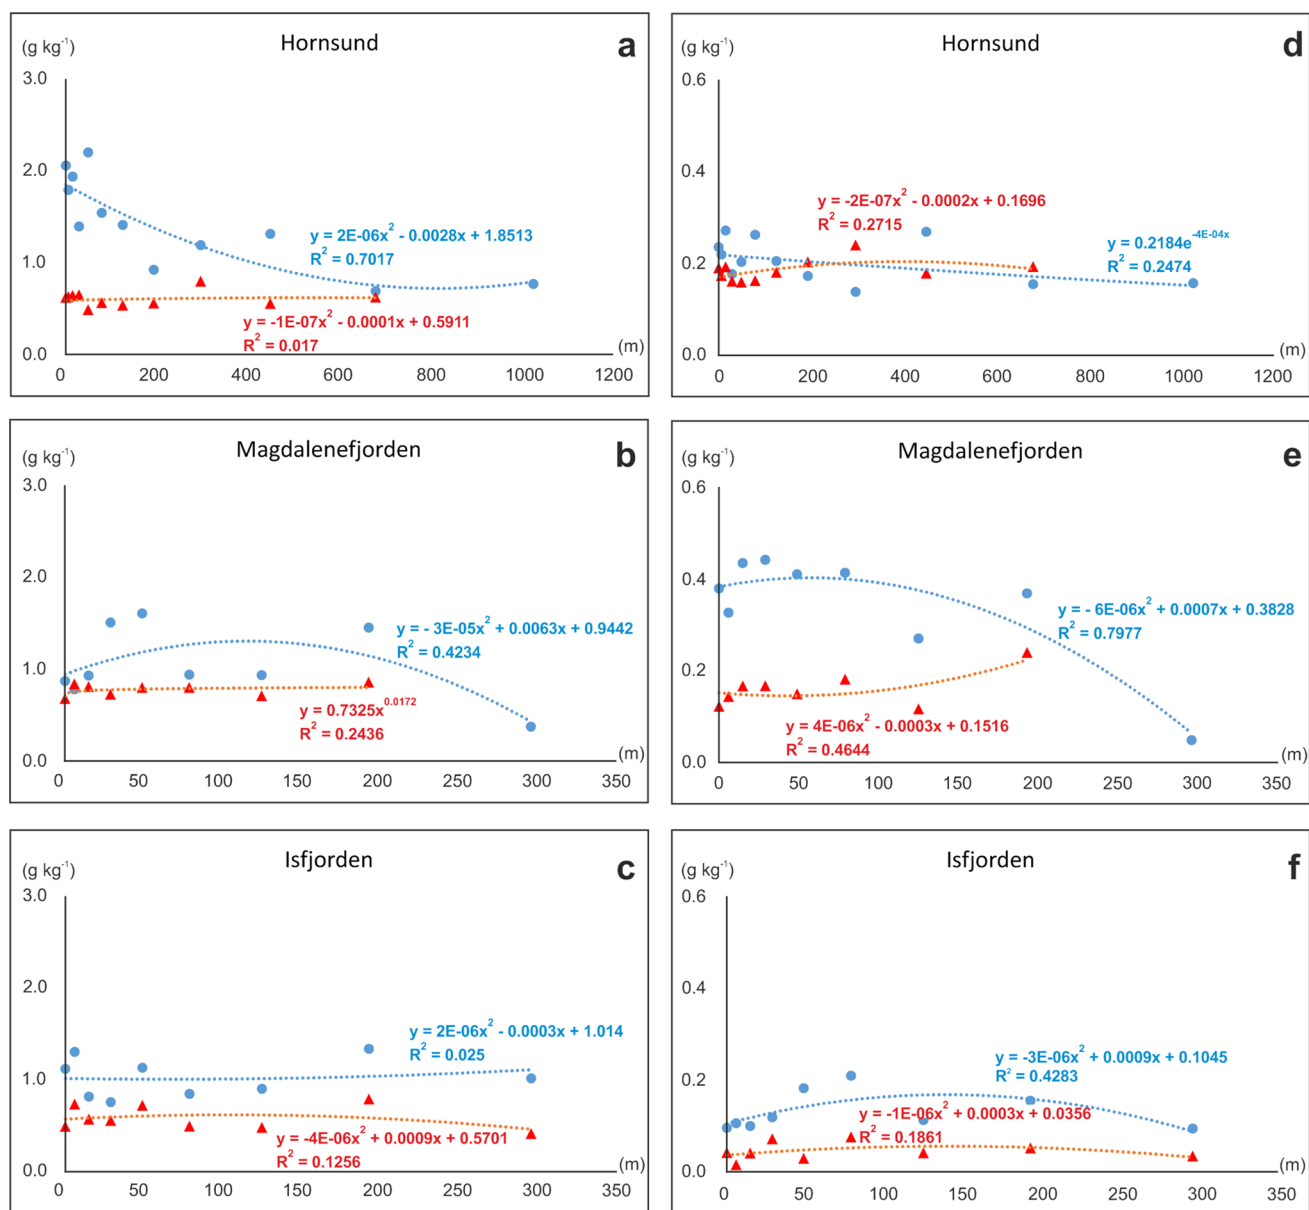 Hornsund
a
(g kg⁻¹)
3.0
2.0
1.0
0.0
y = 2E-06x² - 0.0028x + 1.8513
R² = 0.7017
y = -1E-07x² - 0.0001x + 0.5911
R² = 0.017
(m)
0 200 400 600 800 1000 1200
Hornsund
d
(g kg⁻¹)
0.6
0.4
0.2
0.0
y = -2E-07x² - 0.0002x + 0.1696
R² = 0.2715
y = 0.2184e⁻⁴ᴱ⁻⁰⁴ˣ
R² = 0.2474
(m)
0 200 400 600 800 1000 1200
Magdalenefjorden
b
(g kg⁻¹)
3.0
2.0
1.0
0.0
y = - 3E-05x² + 0.0063x + 0.9442
R² = 0.4234
y = 0.7325x⁰·⁰¹⁷²
R² = 0.2436
(m)
0 50 100 150 200 250 300 350
Magdalenefjorden
e
(g kg⁻¹)
0.6
0.4
0.2
0.0
y = - 6E-06x² + 0.0007x + 0.3828
R² = 0.7977
y = 4E-06x² - 0.0003x + 0.1516
R² = 0.4644
(m)
0 50 100 150 200 250 300 350
Isfjorden
c
(g kg⁻¹)
3.0
2.0
1.0
0.0
y = 2E-06x² - 0.0003x + 1.014
R² = 0.025
y = -4E-06x² + 0.0009x + 0.5701
R² = 0.1256
(m)
0 50 100 150 200 250 300 350
Isfjorden
f
(g kg⁻¹)
0.6
0.4
0.2
0.0
y = -3E-06x² + 0.0009x + 0.1045
R² = 0.4283
y = -1E-06x² + 0.0003x + 0.0356
R² = 0.1861
(m)
0 50 100 150 200 250 300 350